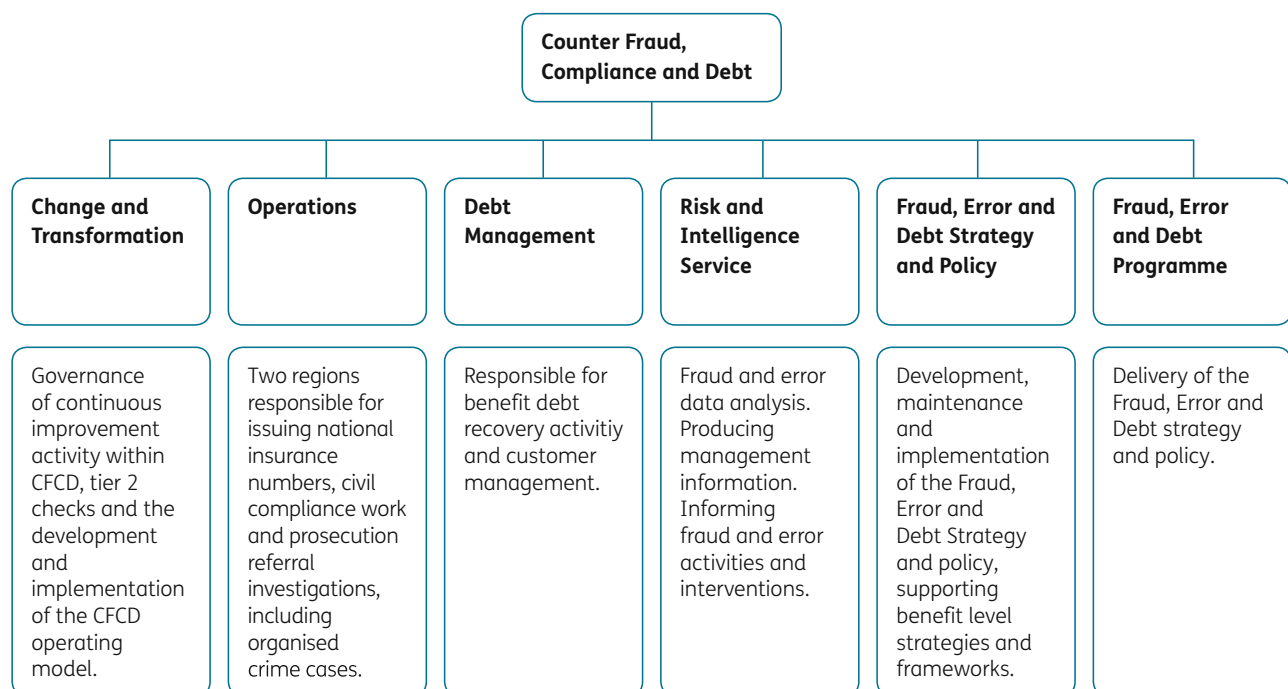 Counter Fraud,
Compliance and Debt
Change and
Transformation
Operations
Debt
Management
Risk and
Intelligence
Service
Fraud, Error and
Debt Strategy
and Policy
Fraud, Error
and Debt
Programme
Governance
of continuous
improvement
activity within
CFCD, tier 2
checks and the
development
and
implementation
of the CFCD
operating
model.
Two regions
responsible for
issuing national
insurance
numbers, civil
compliance work
and prosecution
referral
investigations,
including
organised
crime cases.
Responsible for
benefit debt
recovery activitiy
and customer
management.
Fraud and error
data analysis.
Producing
management
information.
Informing
fraud and error
activities and
interventions.
Development,
maintenance
and
implementation
of the Fraud,
Error and
Debt Strategy
and policy,
supporting
benefit level
strategies and
frameworks.
Delivery of the
Fraud, Error and
Debt strategy
and policy.